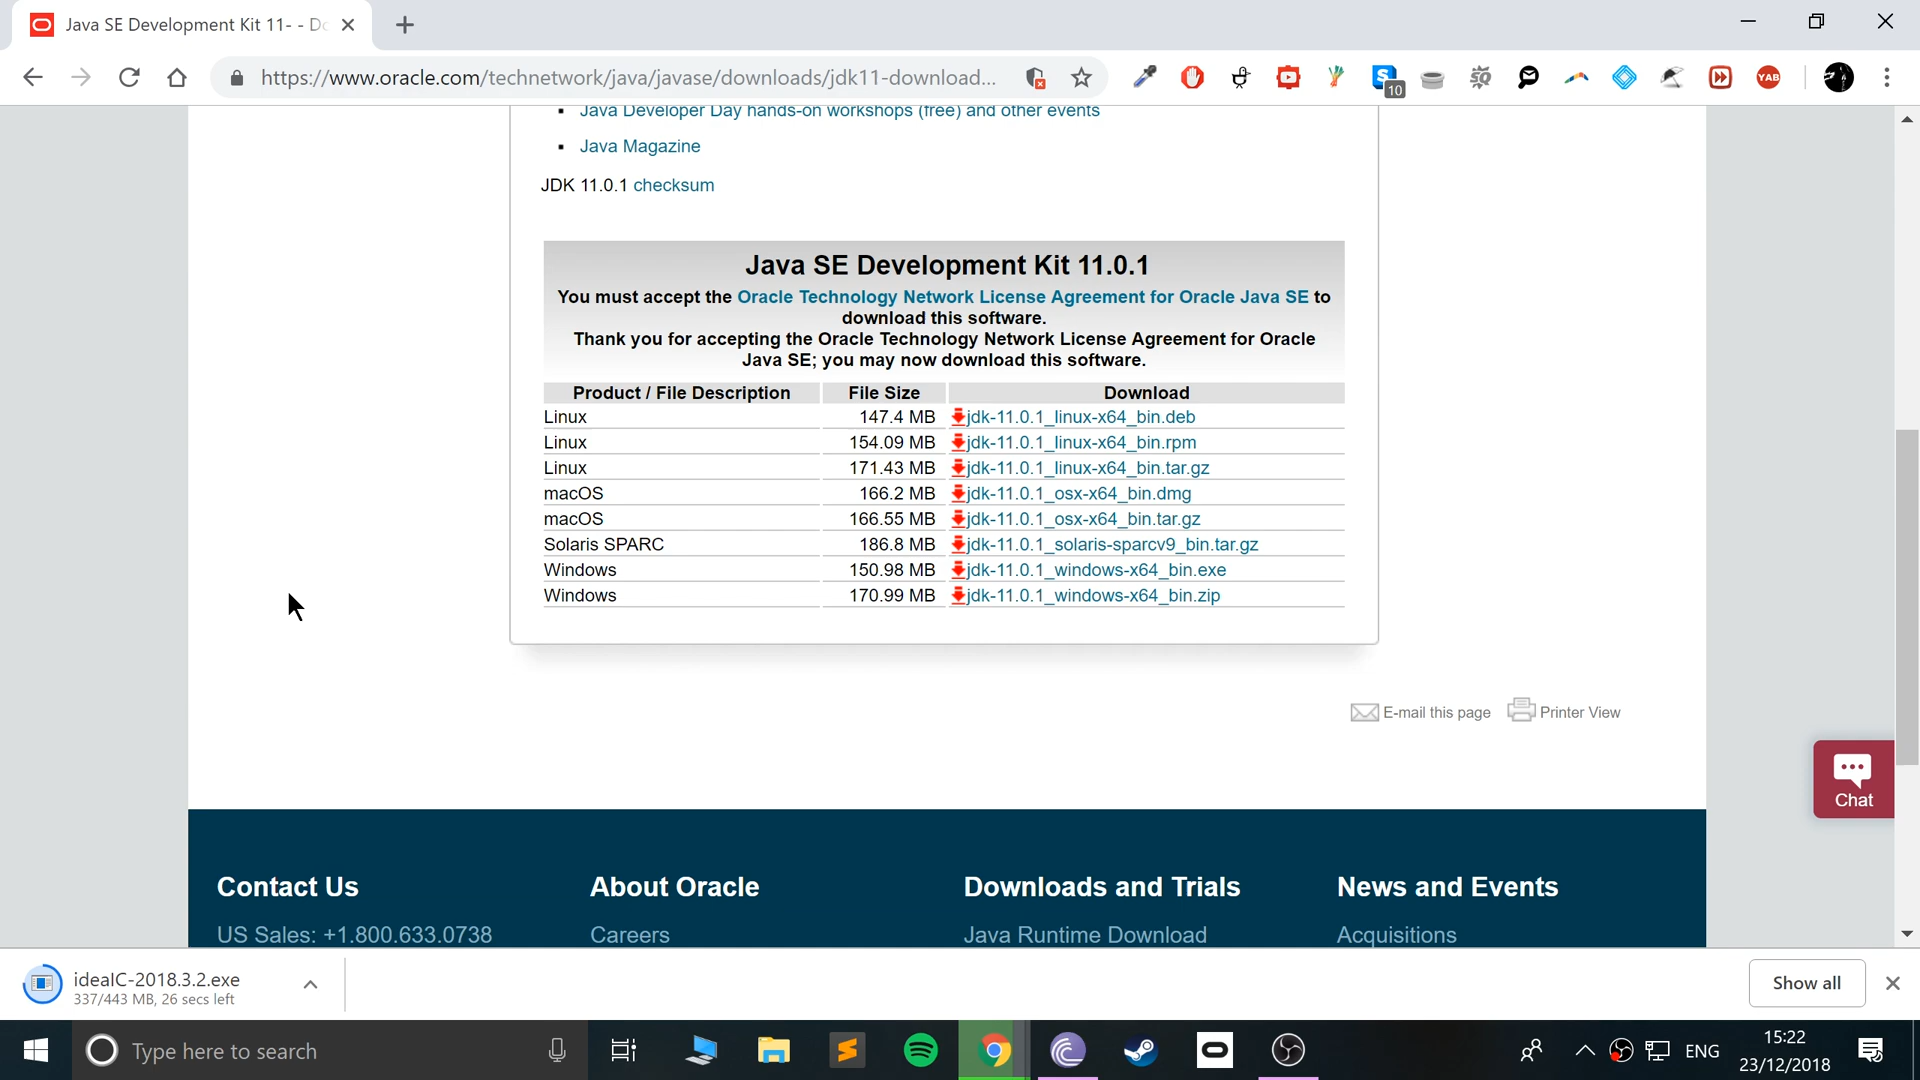 Java SE Development Kit 11- - Do
https://www.oracle.com/technetwork/java/javase/downloads/jdk11-download...
10
YAB
Java Developer Day hands-on workshops (free) and other events
Java Magazine
JDK 11.0.1 checksum
Java SE Development Kit 11.0.1
You must accept the Oracle Technology Network License Agreement for Oracle Java SE to
download this software.
Thank you for accepting the Oracle Technology Network License Agreement for Oracle
Java SE; you may now download this software.
Product / File Description File Size Download
Linux 147.4 MB jdk-11.0.1_linux-x64_bin.deb
Linux 154.09 MB jdk-11.0.1_linux-x64_bin.rpm
Linux 171.43 MB jdk-11.0.1_linux-x64_bin.tar.gz
macOS 166.2 MB jdk-11.0.1_osx-x64_bin.dmg
macOS 166.55 MB jdk-11.0.1_osx-x64_bin.tar.gz
Solaris SPARC 186.8 MB jdk-11.0.1_solaris-sparcv9_bin.tar.gz
Windows 150.98 MB jdk-11.0.1_windows-x64_bin.exe
Windows 170.99 MB jdk-11.0.1_windows-x64_bin.zip
E-mail this page Printer View
Chat
Contact Us About Oracle Downloads and Trials News and Events
US Sales: +1.800.633.0738 Careers Java Runtime Download Acquisitions
ideaIC-2018.3.2.exe
337/443 MB, 26 secs left
Show all
Type here to search
ENG
15:22
23/12/2018